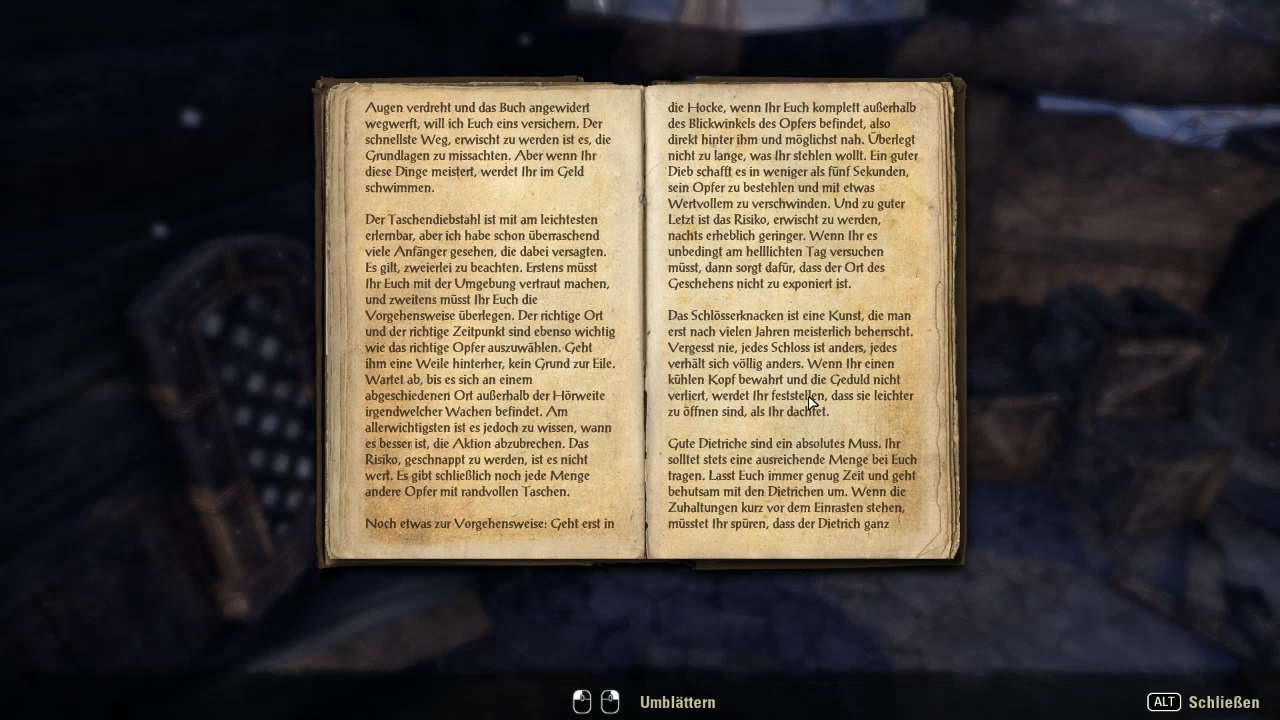 Augen verdreht und das Buch angewidert
wegwerft, will ich Euch eins versichern. Der
schnellste Weg, erwischt zu werden ist es, die
Grundlagen zu missachten. Aber wenn Ihr
diese Dinge meistert, werdet Ihr im Geld
schwimmen.
Der Taschendiebstahl ist mit am leichtesten
erlernbar, aber ich habe schon überraschend
viele Anfänger gesehen, die dabei versagten.
Es gilt, zweierlei zu beachten. Erstens müsst
Ihr Euch mit der Umgebung vertraut machen,
und zweitens müsst Ihr Euch die
Vorgehensweise überlegen. Der richtige Ort
und der richtige Zeitpunkt sind ebenso wichtig
wie das richtige Opfer auszuwählen. Geht
ihm eine Weile hinterher, kein Grund zur Eile.
Wartet ab, bis es sich an einem
abgeschiedenen Ort außerhalb der Hörweite
irgendwelcher Wachen befindet. Am
allerwichtigsten ist es jedoch zu wissen, wann
es besser ist, die Aktion abzubrechen. Das
Risiko, geschnappt zu werden, ist es nicht
wert. Es gibt schließlich noch jede Menge
andere Opfer mit randvollen Taschen.
Noch etwas zur Vorgehensweise: Geht erst in
die Hocke, wenn Ihr Euch komplett außerhalb
des Blickwinkels des Opfers befindet, also
direkt hinter ihm und möglichst nah. Überlegt
nicht zu lange, was Ihr stehlen wollt. Ein guter
Dieb schafft es in weniger als fünf Sekunden,
sein Opfer zu bestehlen und mit etwas
Wertvollem zu verschwinden. Und zu guter
Letzt ist das Risiko, erwischt zu werden,
nachts erheblich geringer. Wenn Ihr es
unbedingt am helllichten Tag versuchen
müsst, dann sorgt dafür, dass der Ort des
Geschehens nicht zu exponiert ist.
Das Schlösserknacken ist eine Kunst, die man
erst nach vielen Jahren meisterlich beherrscht.
Vergesst nie, jedes Schloss ist anders, jedes
verhält sich völlig anders. Wenn Ihr einen
kühlen Kopf bewahrt und die Geduld nicht
verliert, werdet Ihr feststellen, dass sie leichter
zu öffnen sind, als Ihr dachtet.
Gute Dietriche sind ein absolutes Muss. Ihr
solltet stets eine ausreichende Menge bei Euch
tragen. Lasst Euch immer genug Zeit und geht
behutsam mit den Dietrichen um. Wenn die
Zuhaltungen kurz vor dem Einrasten stehen,
müsstet Ihr spüren, dass der Dietrich ganz
Umblättern
ALT Schließen